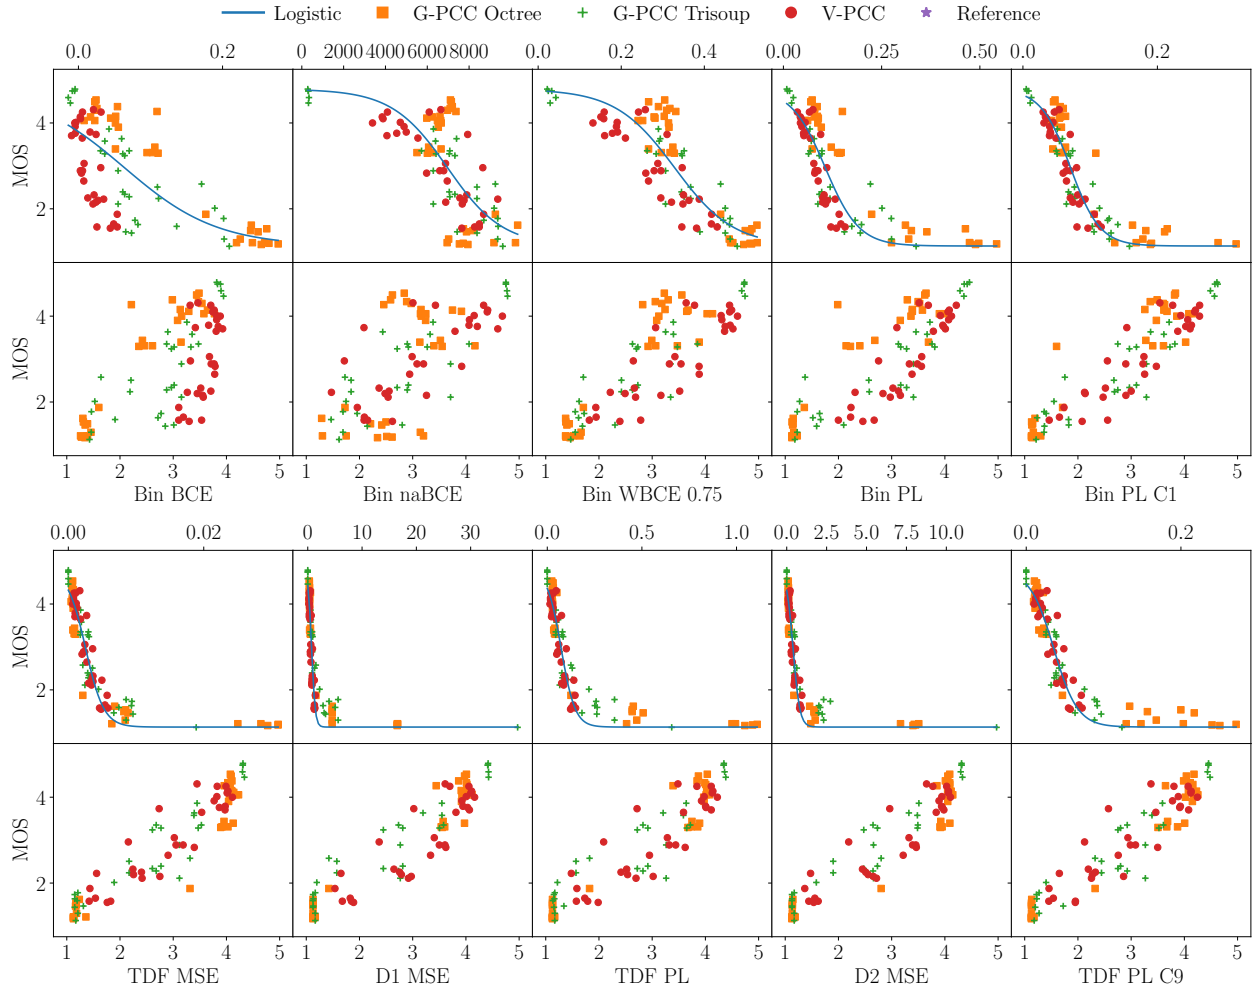 Logistic G-PCC Octree G-PCC Trisoup V-PCC Reference
0.0 0.2 0 2000 4000 6000 8000 0.0 0.2 0.4 0.00 0.25 0.50 0.0 0.2
MOS 4 2
MOS 4 2
1 2 3 4 5 1 2 3 4 5 1 2 3 4 5 1 2 3 4 5 1 2 3 4 5
Bin BCE Bin naBCE Bin WBCE 0.75 Bin PL Bin PL C1
0.00 0.02 0 10 20 30 0.0 0.5 1.0 0.0 2.5 5.0 7.5 10.0 0.0 0.2
MOS 4 2
MOS 4 2
1 2 3 4 5 1 2 3 4 5 1 2 3 4 5 1 2 3 4 5 1 2 3 4 5
TDF MSE D1 MSE TDF PL D2 MSE TDF PL C9